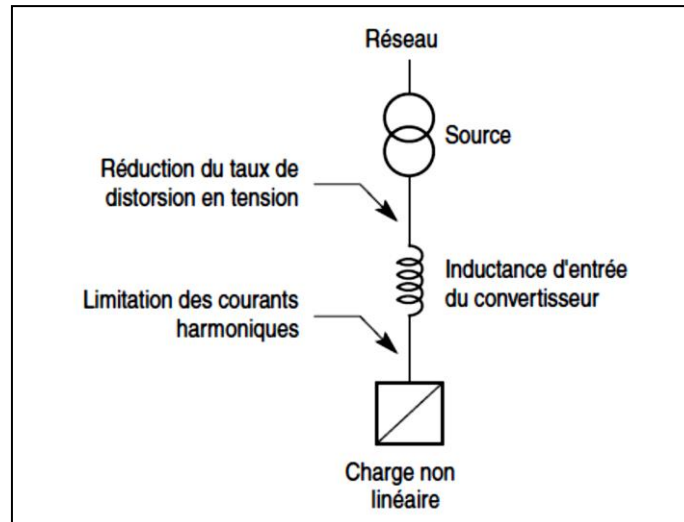 Réseau
Source
Réduction du taux de
distorsion en tension
Inductance d'entrée
du convertisseur
Limitation des courants
harmoniques
Charge non
linéaire